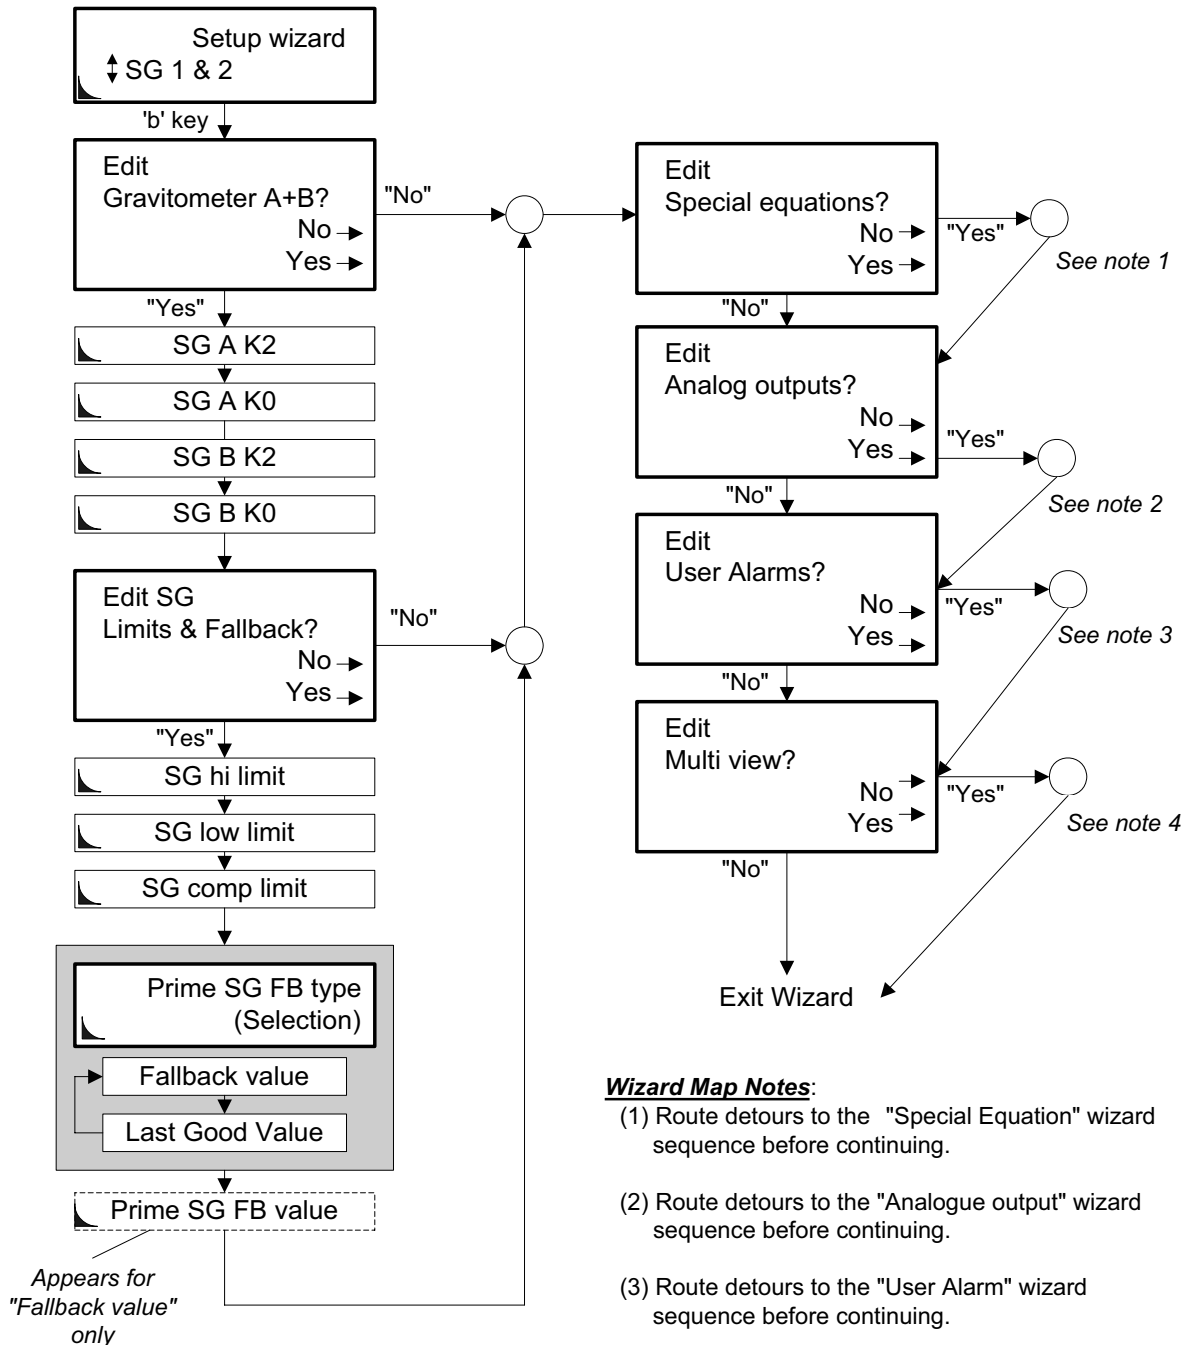 Setup wizard
SG 1 & 2
'b' key
Edit
Gravitometer A+B?
No
Yes
"No"
"Yes"
SG A K2
SG A K0
SG B K2
SG B K0
Edit SG
Limits & Fallback?
No
Yes
"No"
"Yes"
SG hi limit
SG low limit
SG comp limit
Prime SG FB type
(Selection)
Fallback value
Last Good Value
Prime SG FB value
Appears for
"Fallback value"
only
Edit
Special equations?
No
Yes
"Yes"
See note 1
"No"
Edit
Analog outputs?
No
Yes
"Yes"
See note 2
"No"
Edit
User Alarms?
No
Yes
"Yes"
See note 3
"No"
Edit
Multi view?
No
Yes
"Yes"
See note 4
"No"
Exit Wizard
Wizard Map Notes:
(1) Route detours to the "Special Equation" wizard
sequence before continuing.
(2) Route detours to the "Analogue output" wizard
sequence before continuing.
(3) Route detours to the "User Alarm" wizard
sequence before continuing.